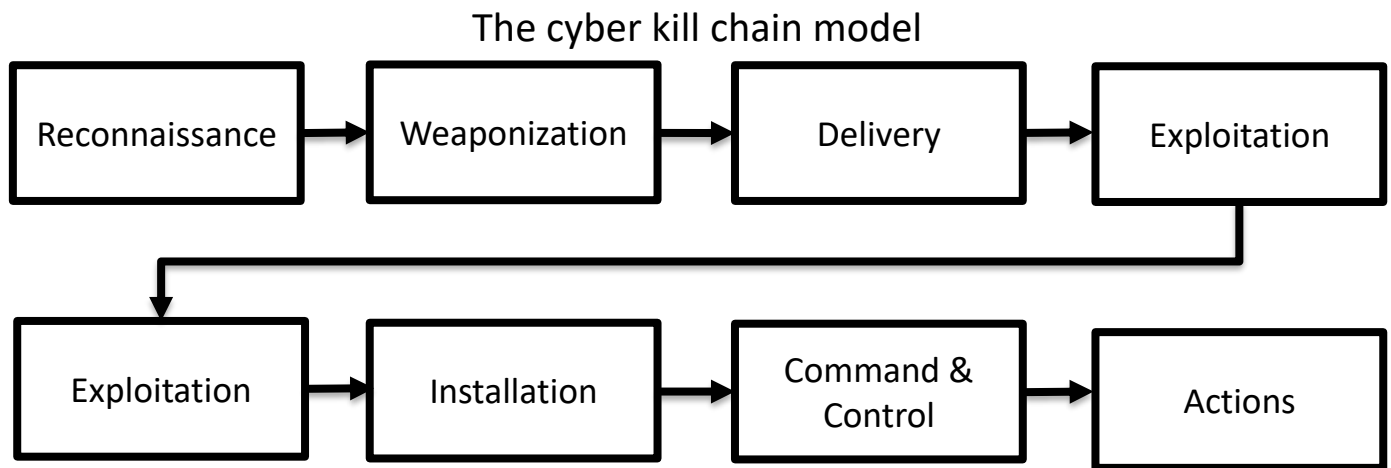 The cyber kill chain model
Reconnaissance
Weaponization
Delivery
Exploitation
Exploitation
Installation
Command &
Control
Actions